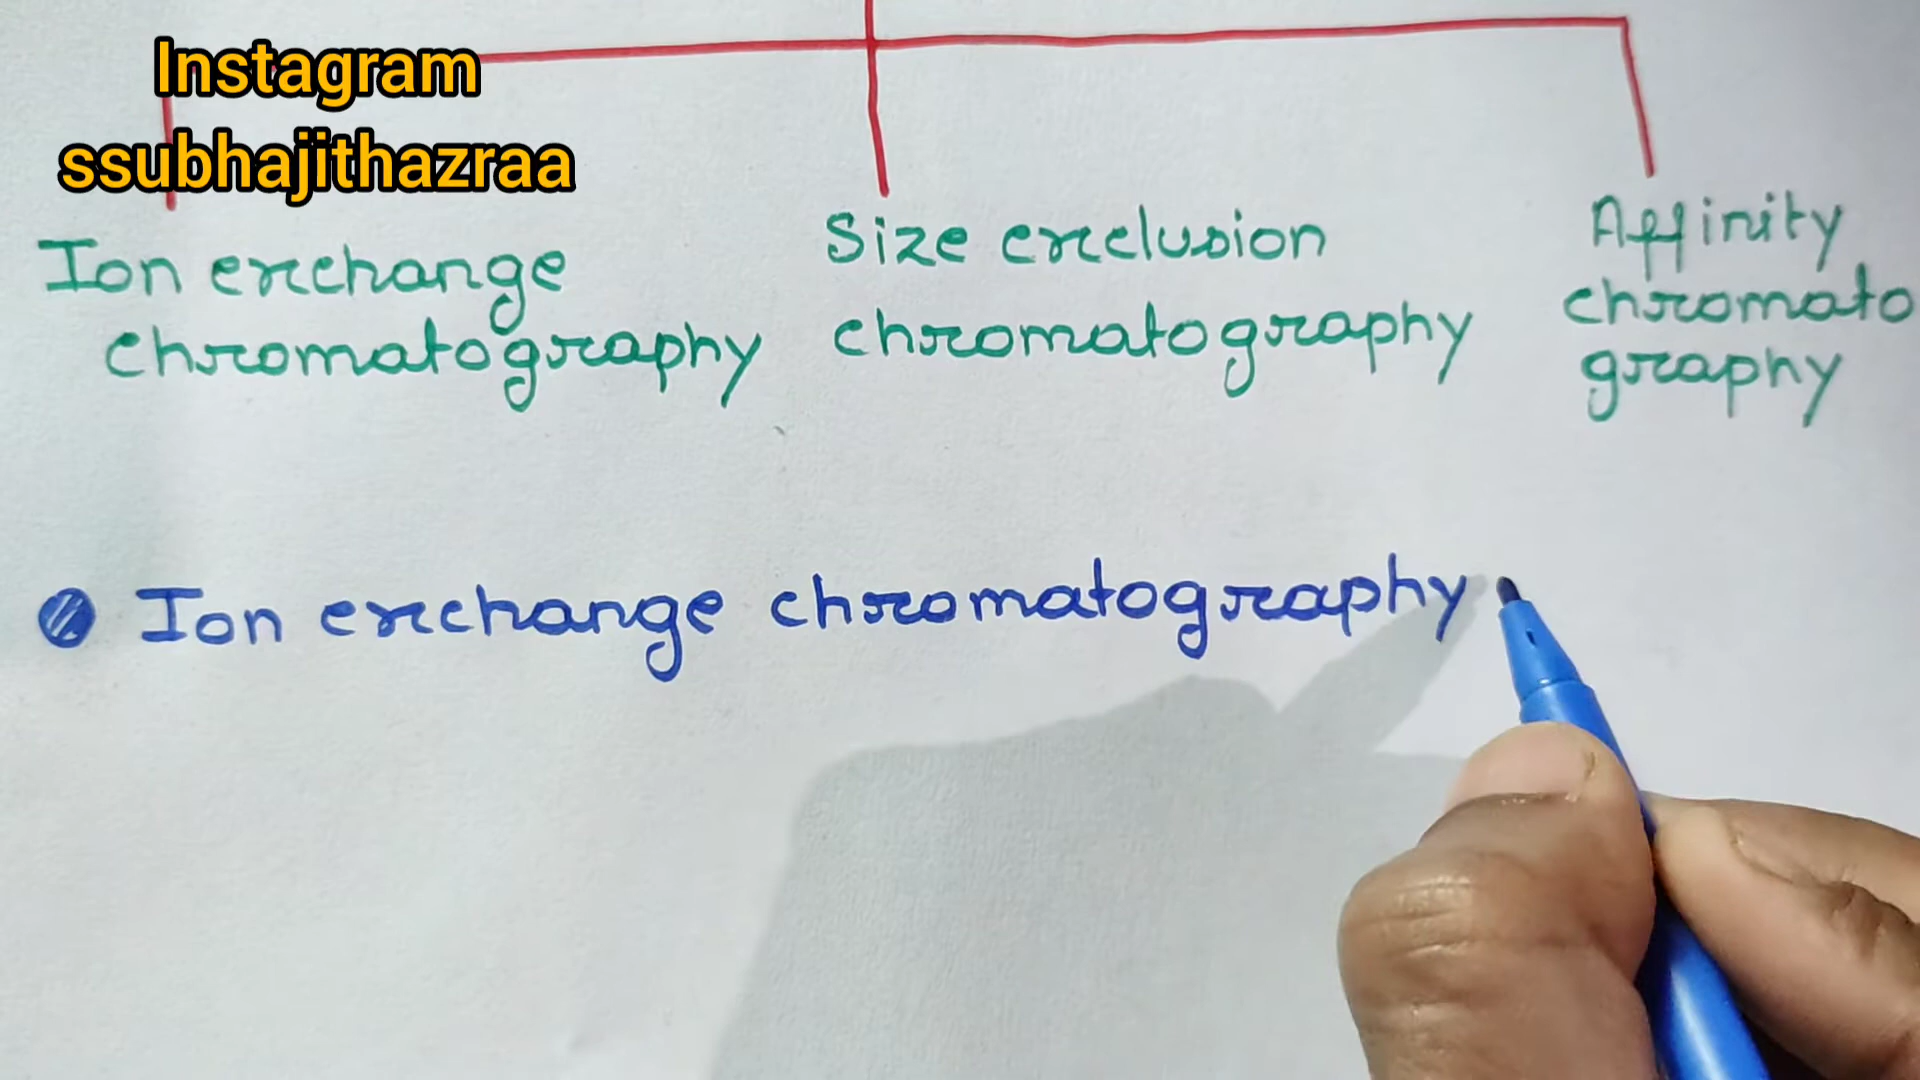 Instagram
ssubhajithazraa
Ion exchange
chromatography
Size exclusion
chromatography
Affinity
chromato
graphy
Ion exchange chromatography